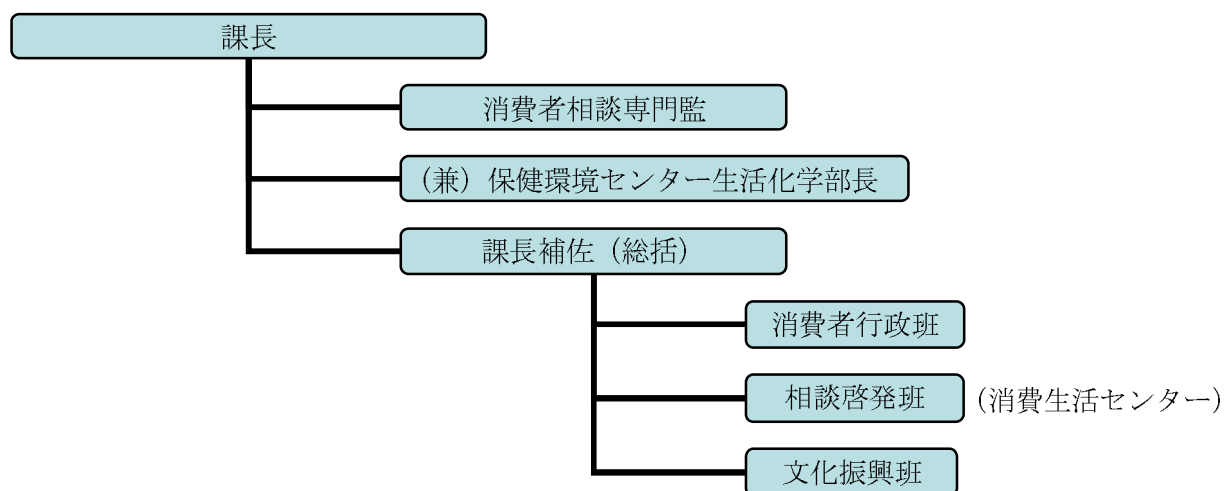 課長
消費者相談専門監
（兼）保健環境センター生活化学部長
課長補佐（総括）
消費者行政班
相談啓発班 （消費生活センター）
文化振興班